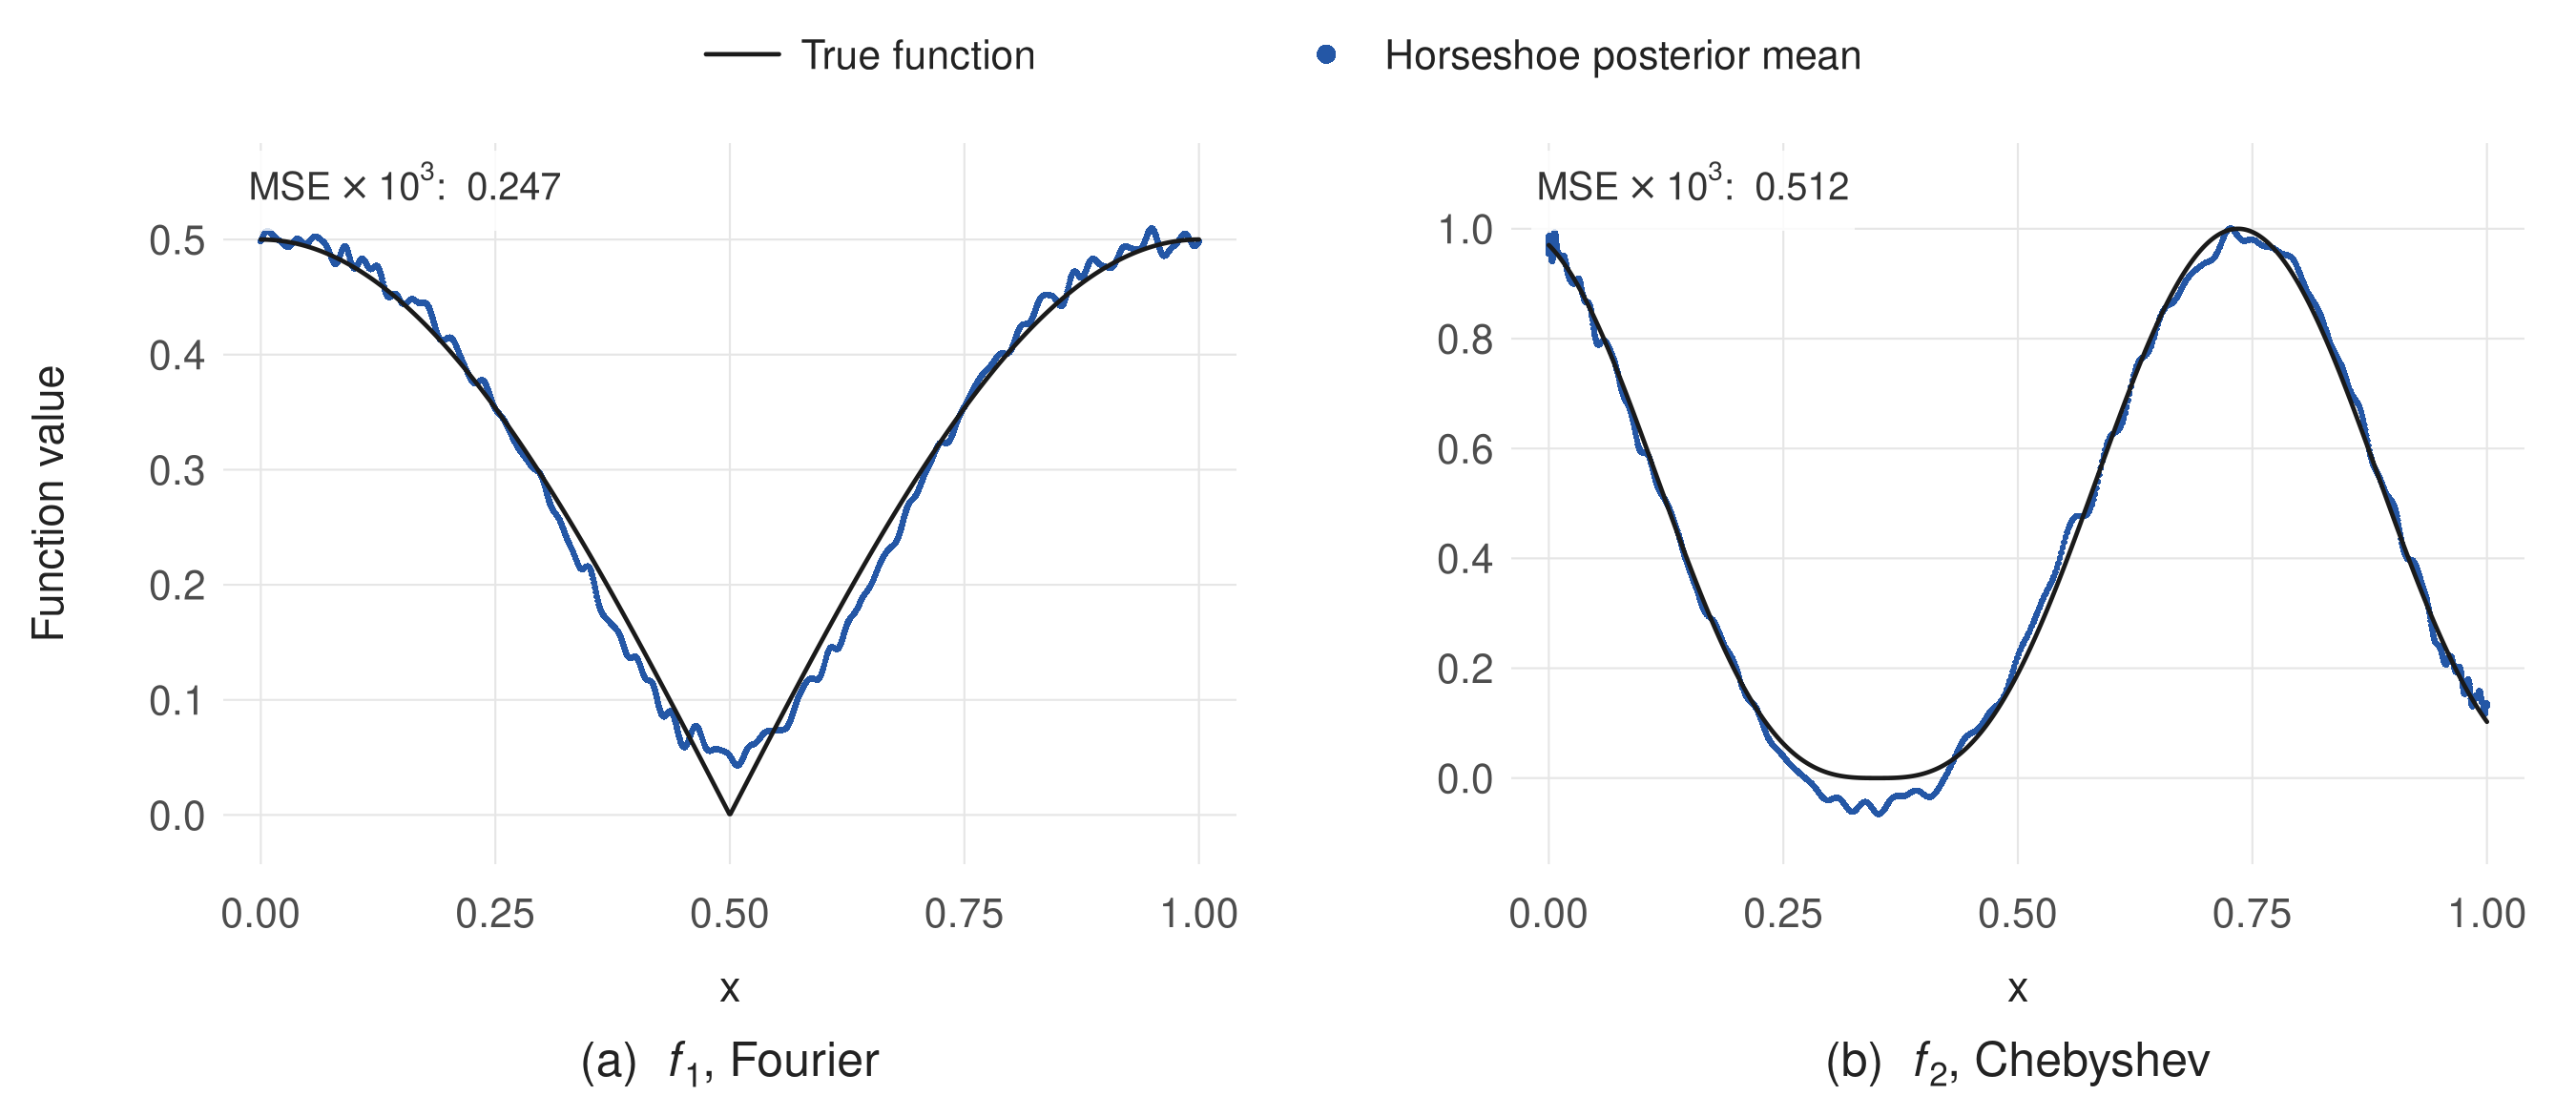 True function
Horseshoe posterior mean
MSE × 10³: 0.247
MSE × 10³: 0.512
Function value
0.5
0.4
0.3
0.2
0.1
0.0
0.00 0.25 0.50 0.75 1.00
x
(a) f₁, Fourier
1.0
0.8
0.6
0.4
0.2
0.0
0.00 0.25 0.50 0.75 1.00
x
(b) f₂, Chebyshev